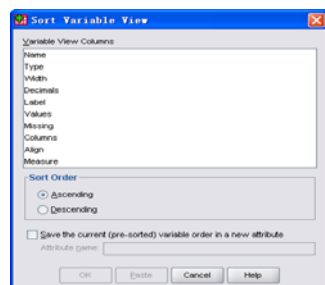 Sort Variable View
Variable View Columns
Name
Type
Width
Decimals
Label
Values
Missing
Columns
Align
Measure
Sort Order
Ascending
Descending
Save the current (pre-sorted) variable order in a new attribute
Attribute name:
OK Paste Cancel Help